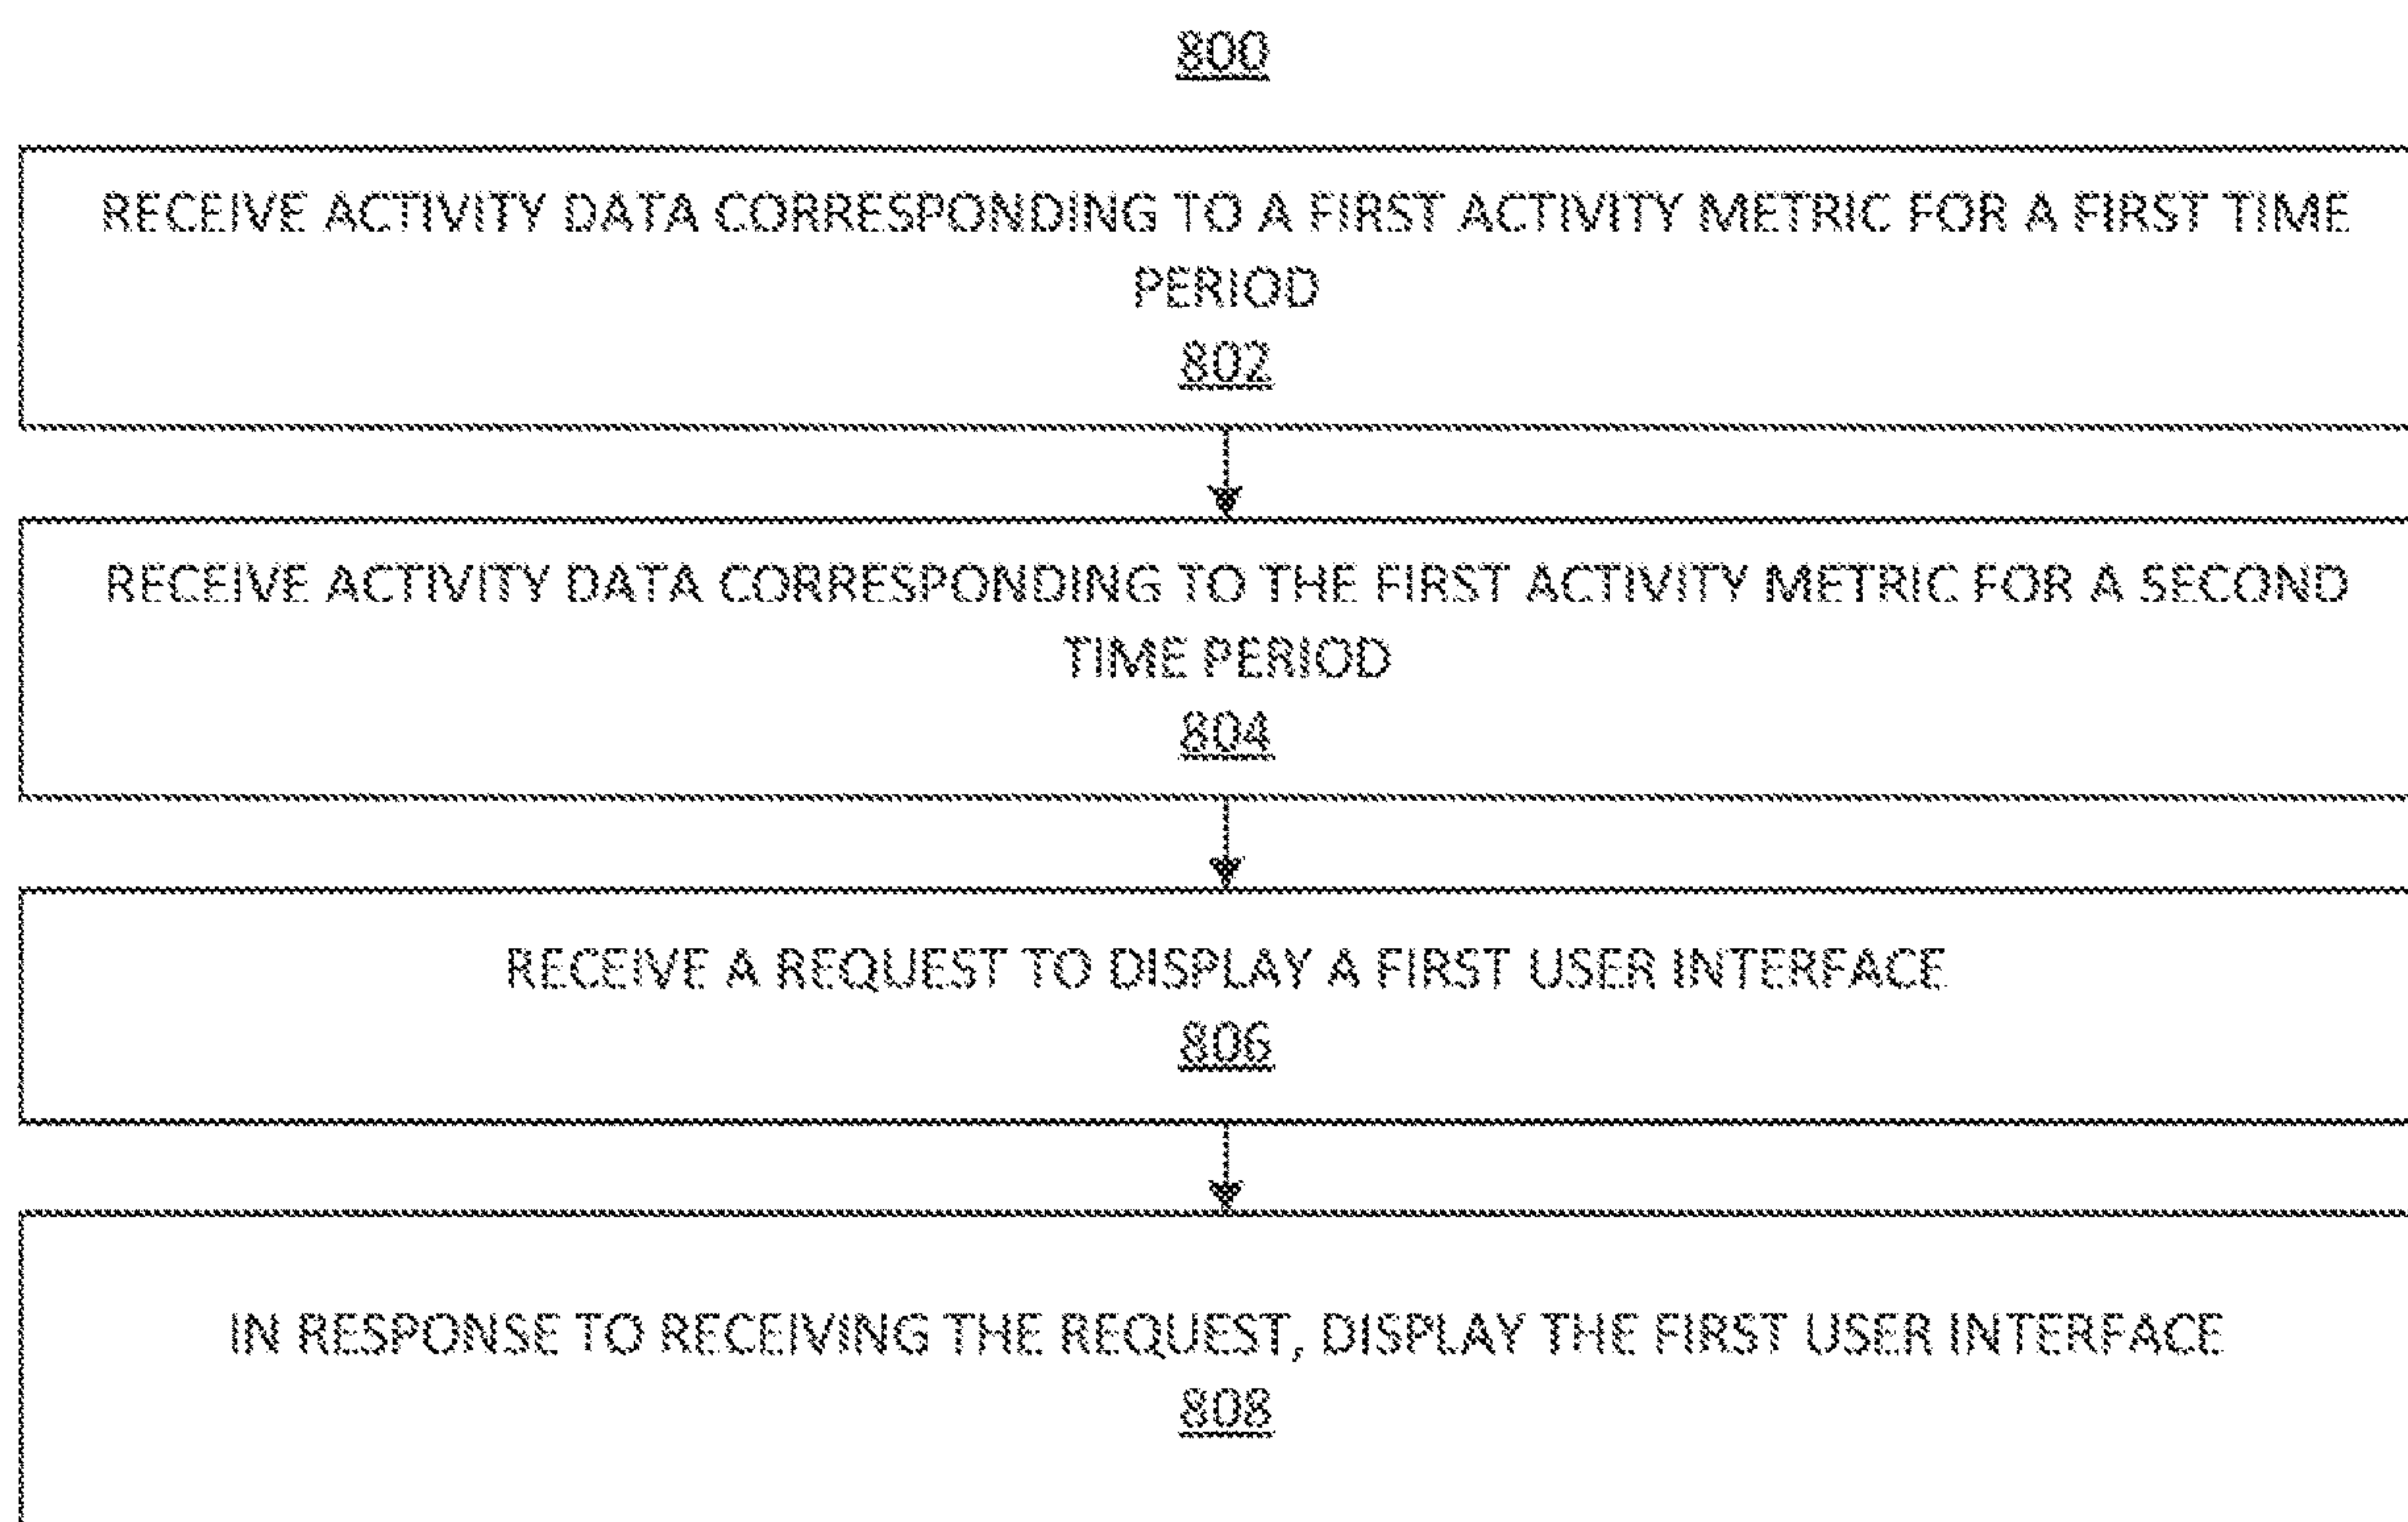 800
RECEIVE ACTIVITY DATA CORRESPONDING TO A FIRST ACTIVITY METRIC FOR A FIRST TIME
PERIOD
802
RECEIVE ACTIVITY DATA CORRESPONDING TO THE FIRST ACTIVITY METRIC FOR A SECOND
TIME PERIOD
804
RECEIVE A REQUEST TO DISPLAY A FIRST USER INTERFACE
806
IN RESPONSE TO RECEIVING THE REQUEST, DISPLAY THE FIRST USER INTERFACE
808